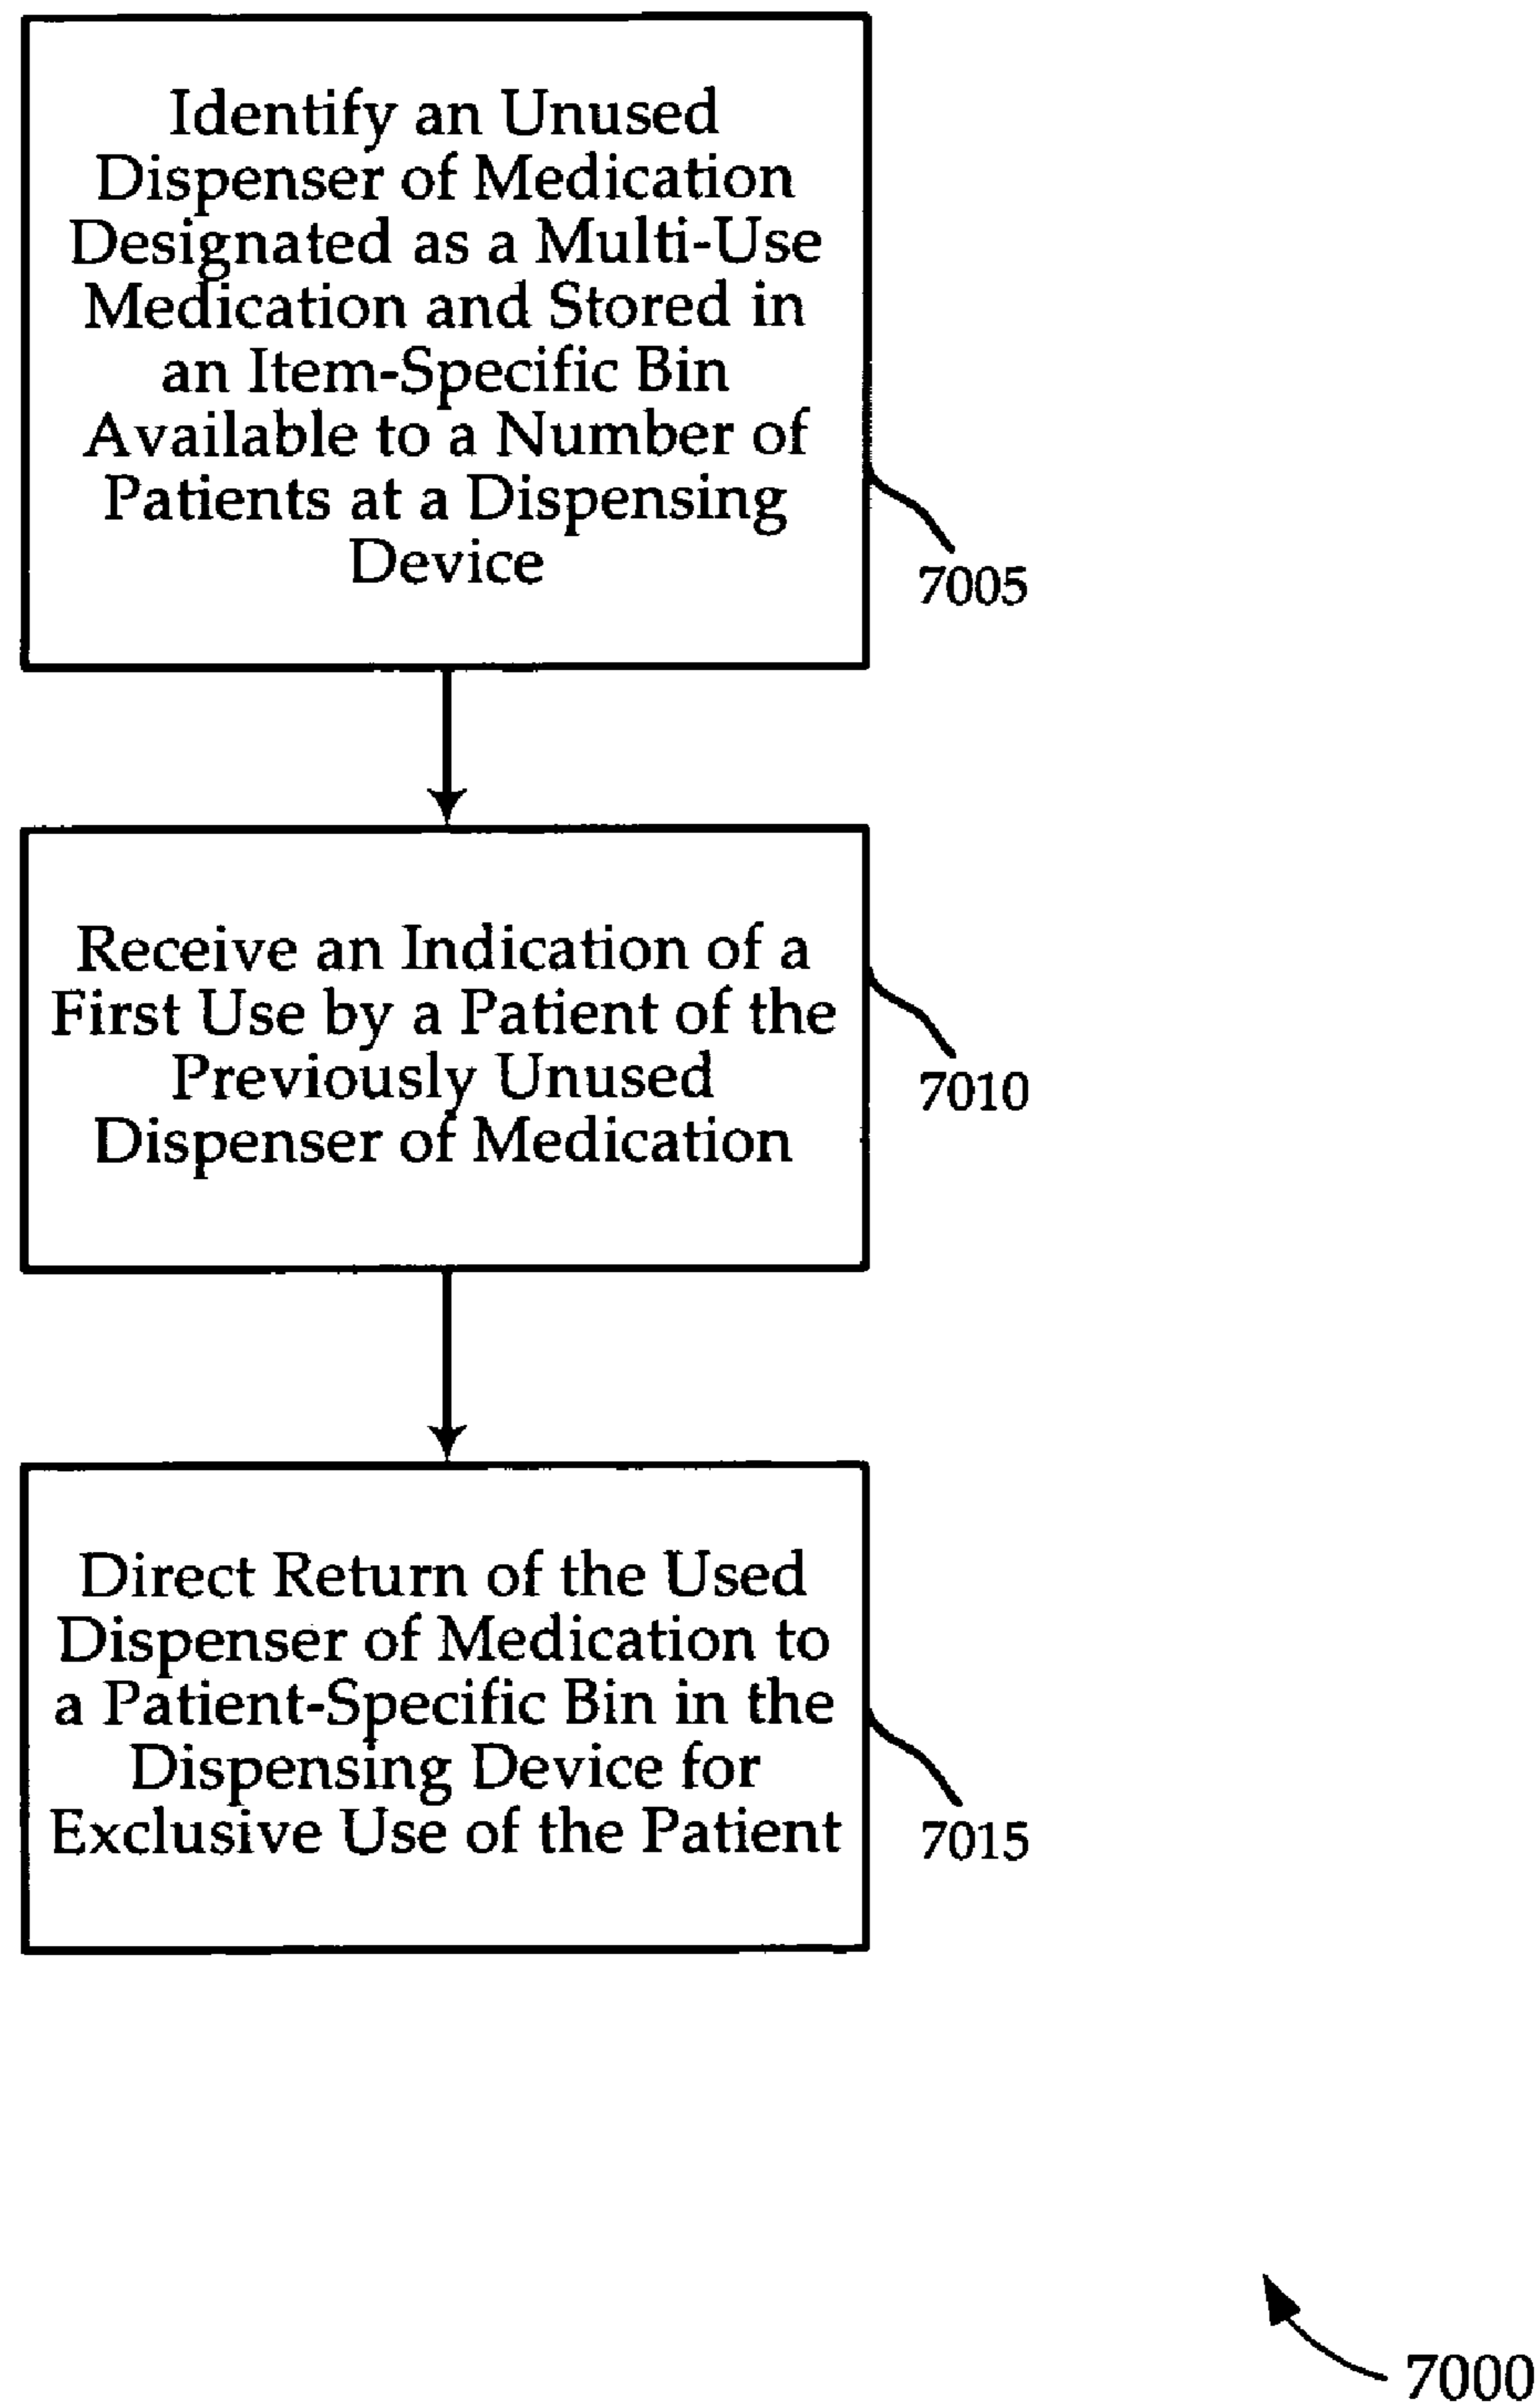 Identify an Unused
Dispenser of Medication
Designated as a Multi-Use
Medication and Stored in
an Item-Specific Bin
Available to a Number of
Patients at a Dispensing
Device
7005
Receive an Indication of a
First Use by a Patient of the
Previously Unused
Dispenser of Medication
7010
Direct Return of the Used
Dispenser of Medication to
a Patient-Specific Bin in the
Dispensing Device for
Exclusive Use of the Patient
7015
7000